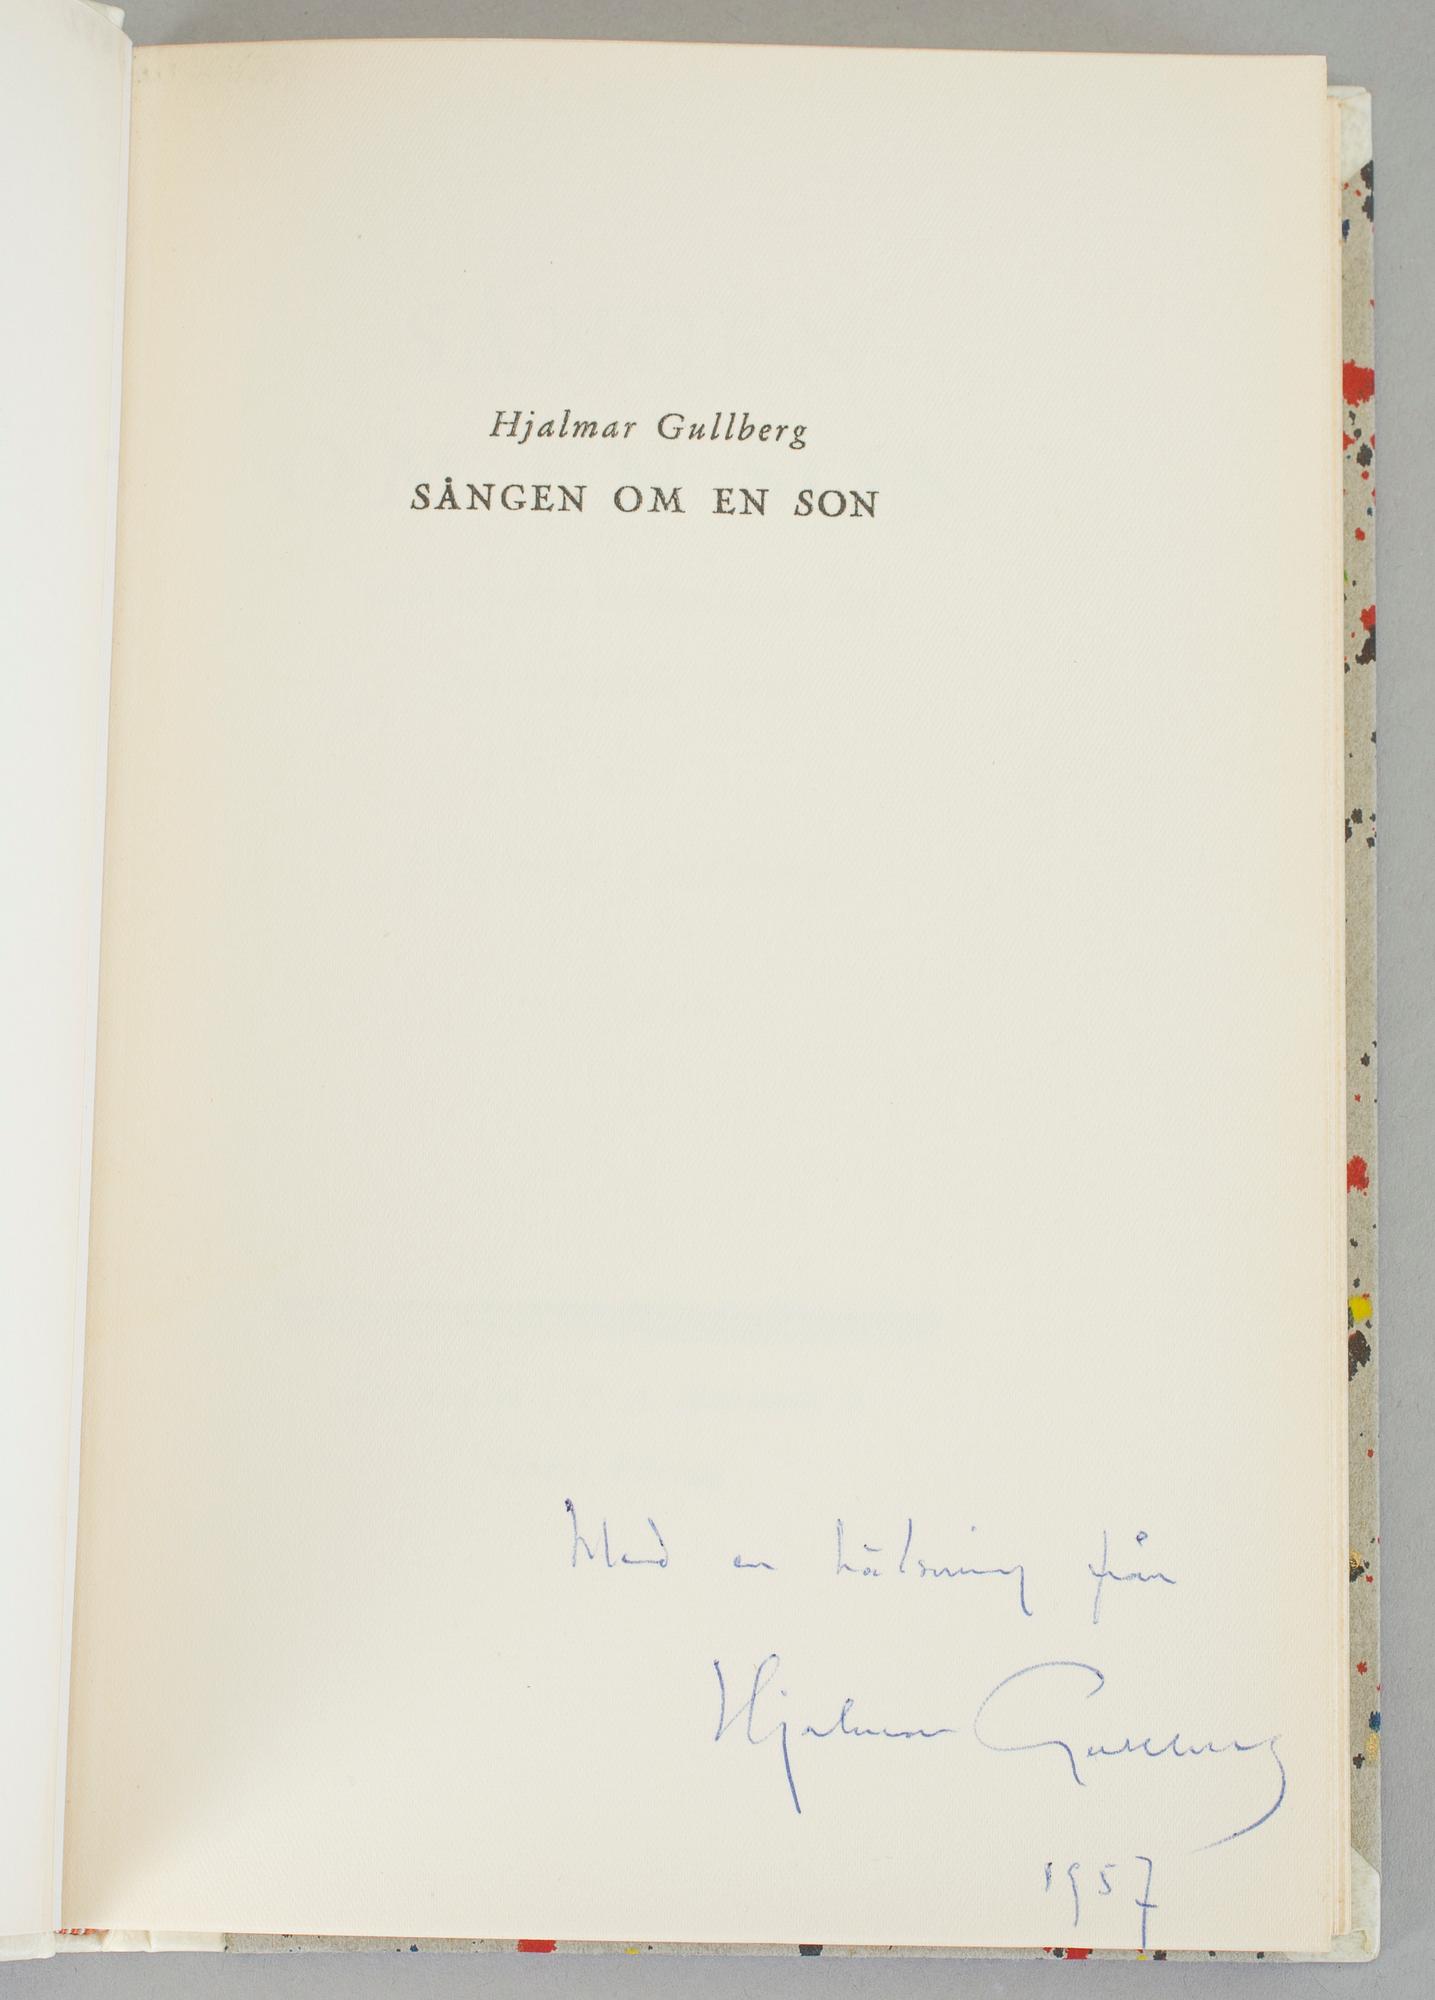 Hjalmar Gullberg
SÅNGEN OM EN SON
Med en hälsning från
Hjalmar Gullberg
1957